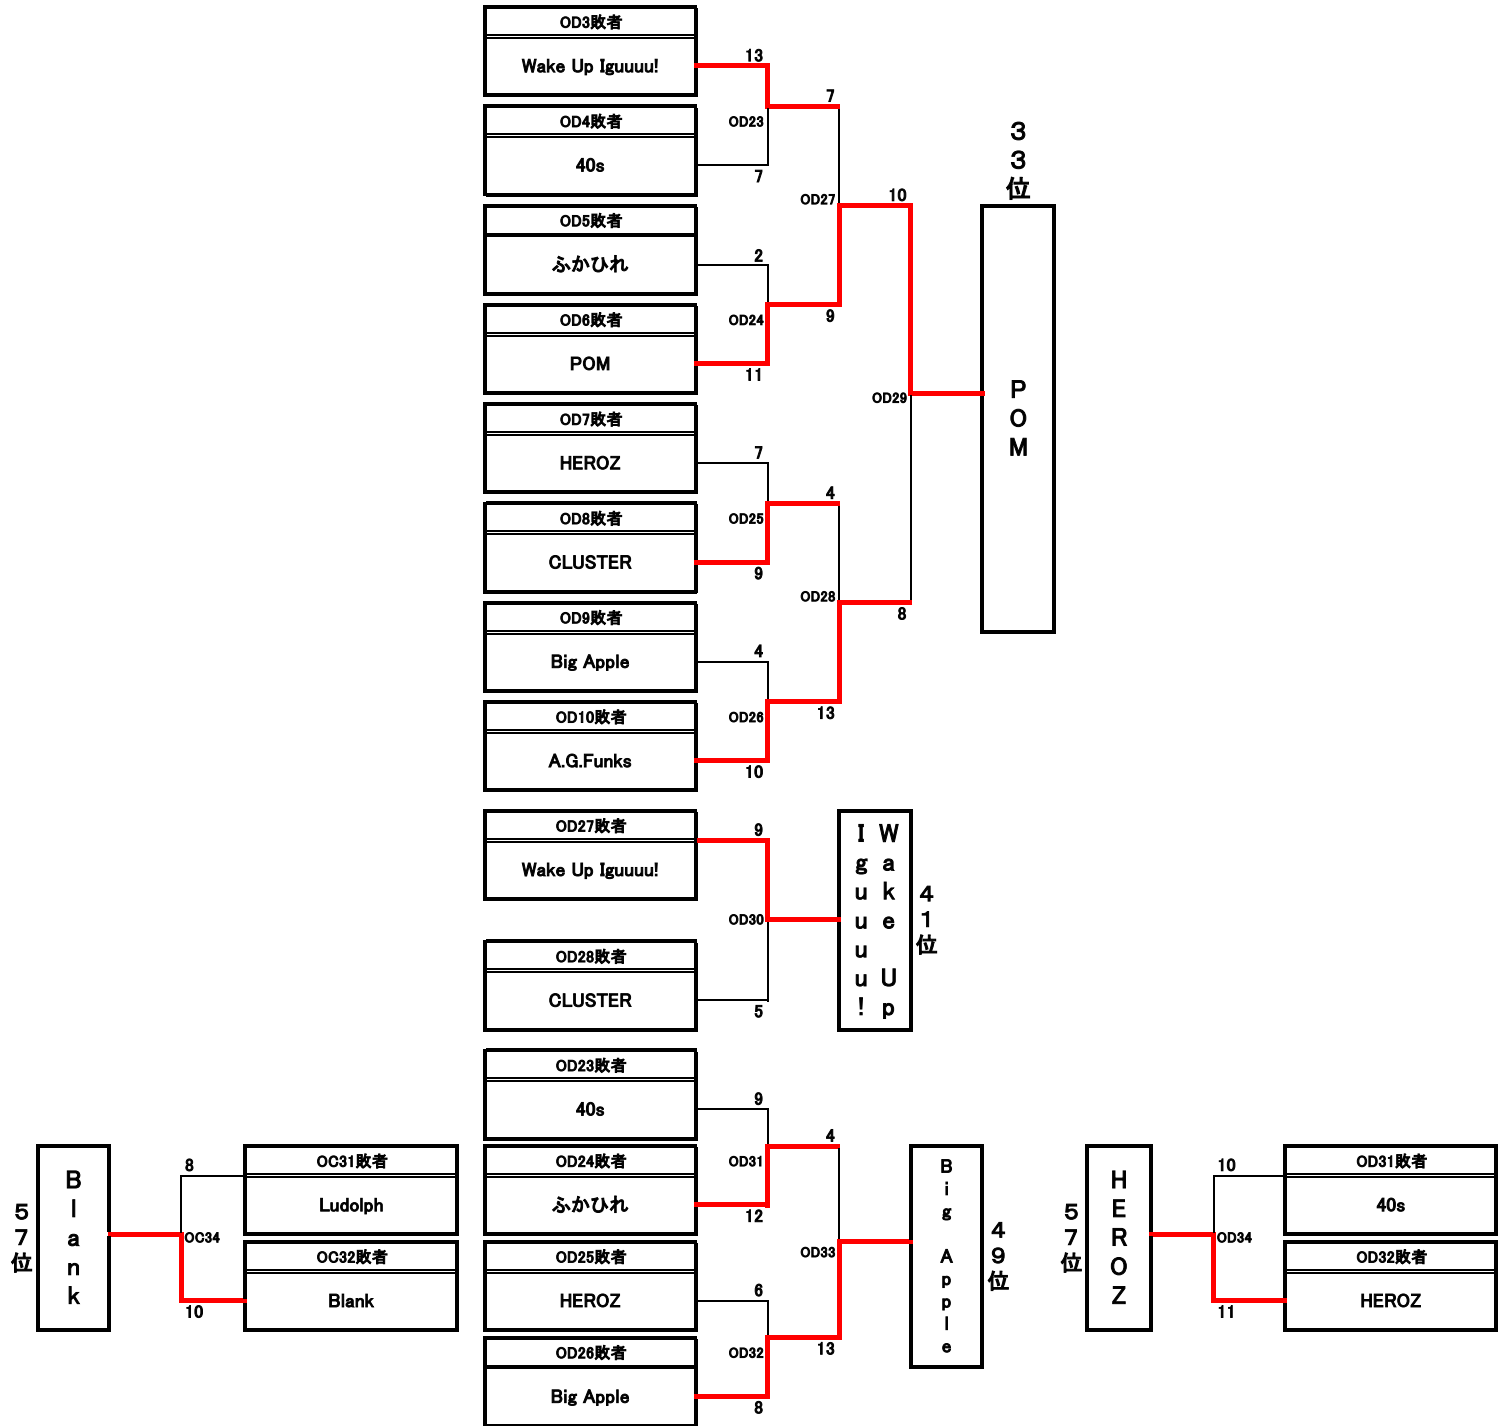 OD3敗者
Wake Up Iguuuu!
13
7
OD4敗者
OD23
40s
7
33位
OD5敗者
OD27
10
ふかひれ
2
OD6敗者
OD24
9
POM
11
POM
OD29
OD7敗者
HEROZ
7
4
OD8敗者
OD25
CLUSTER
9
OD28
8
OD9敗者
Big Apple
4
OD10敗者
OD26
13
A.G.Funks
10
OD27敗者
9
Wake Up Iguuuu!
Wake Up
Iguuuu!
41位
OD30
OD28敗者
CLUSTER
5
OD23敗者
40s
9
4
OD24敗者
OD31
ふかひれ
12
OD33
Big Apple
49位
OD25敗者
HEROZ
6
OD26敗者
OD32
13
Big Apple
8
57位
Blank
8
OC31敗者
Ludolph
OC34
OC32敗者
Blank
10
57位
HEROZ
10
OD31敗者
40s
OD34
OD32敗者
HEROZ
11